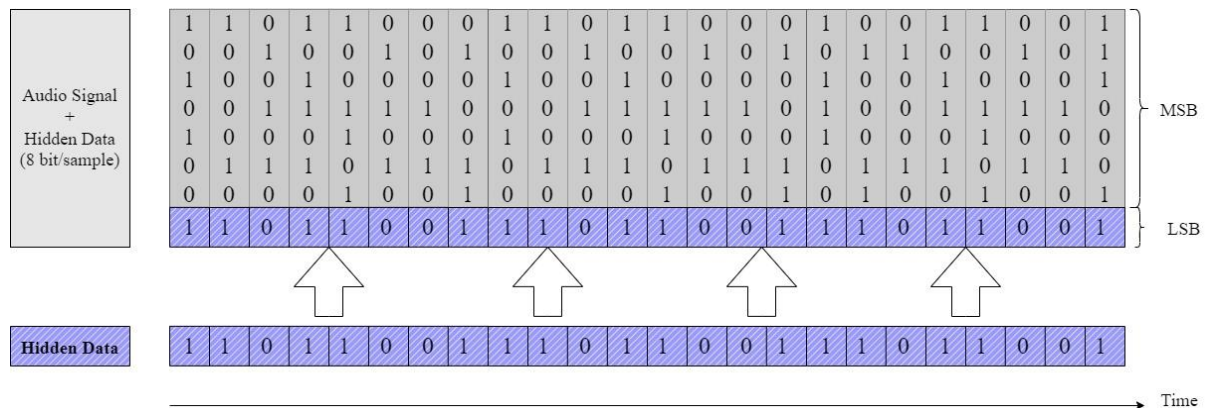 Audio Signal
+
Hidden Data
(8 bit/sample)
1 1 0 1 1 0 0 0 1 1 0 1 1 0 0 0 1 0 0 1 1 0 0 1
0 0 1 0 0 1 0 1 0 0 1 0 0 1 0 1 0 1 1 0 0 1 0 1
1 0 0 1 0 0 0 0 1 0 0 1 0 0 0 0 1 0 0 1 0 0 0 1
0 0 1 1 1 1 1 0 0 0 1 1 1 1 1 0 1 0 0 1 1 1 1 0
1 0 0 0 1 0 0 0 1 0 0 0 1 0 0 0 1 0 0 0 1 0 0 0
0 1 1 1 0 1 1 1 0 1 1 1 0 1 1 1 0 1 1 1 0 1 1 0
0 0 0 0 1 0 0 1 0 0 0 0 1 0 0 1 0 1 0 0 1 0 0 1
MSB
1 1 0 1 1 0 0 1 1 1 0 1 1 0 0 1 1 1 0 1 1 0 0 1
LSB
Hidden Data
1 1 0 1 1 0 0 1 1 1 0 1 1 0 0 1 1 1 0 1 1 0 0 1
Time